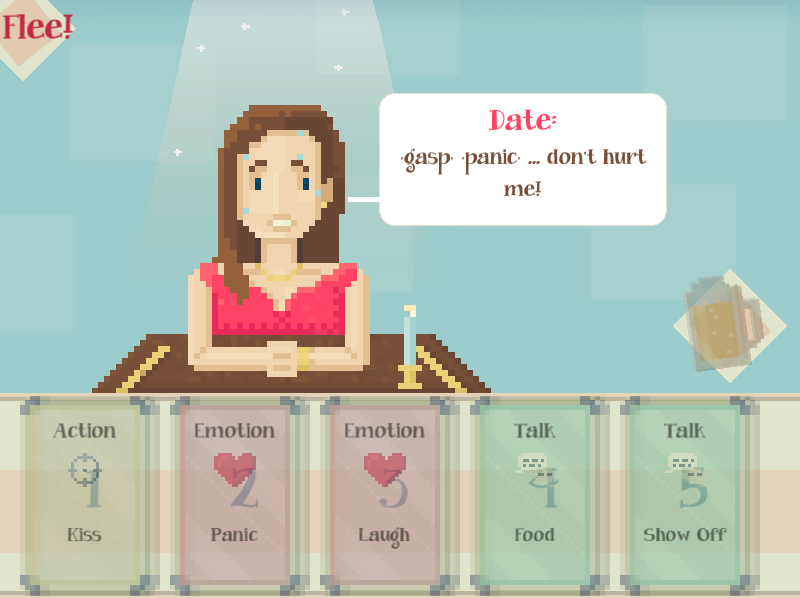 Flee!
Date:
·gasp· ·panic· ... don't hurt
me!
Action
1
Kiss
Emotion
2
Panic
Emotion
3
Laugh
Talk
4
Food
Talk
5
Show Off